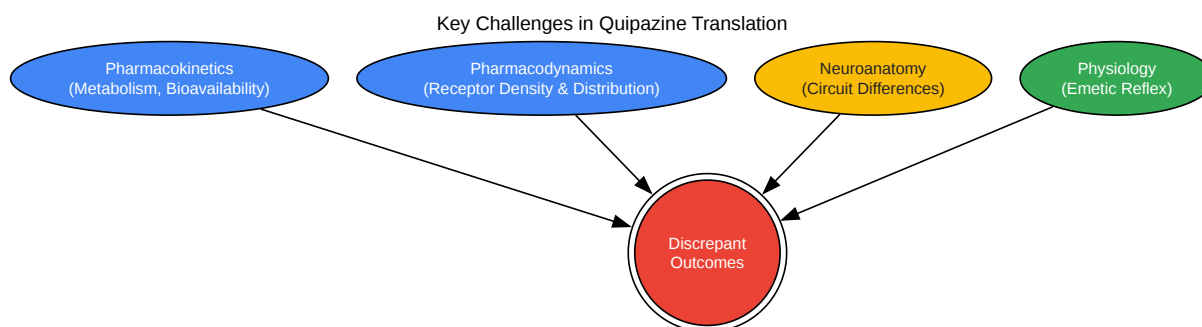 Key Challenges in Quipazine Translation
Pharmacokinetics
(Metabolism, Bioavailability)
Pharmacodynamics
(Receptor Density & Distribution)
Neuroanatomy
(Circuit Differences)
Physiology
(Emetic Reflex)
Discrepant
Outcomes